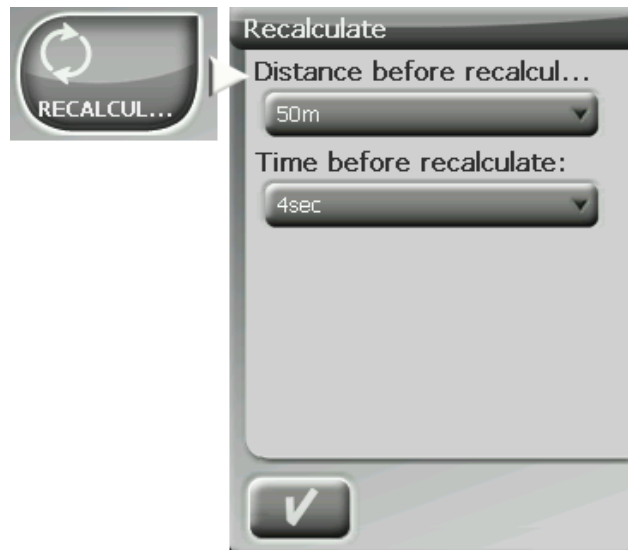 RECALCUL...
Recalculate
Distance before recalcul...
50m
Time before recalculate:
4sec